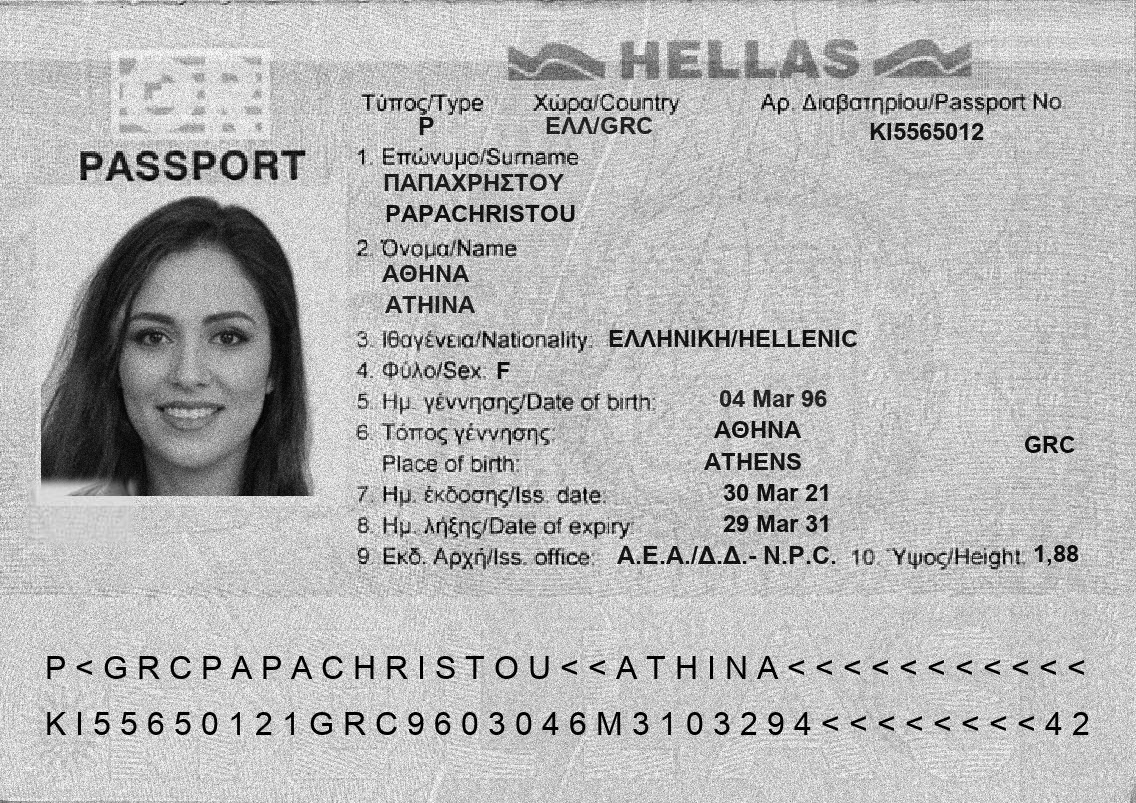 HELLAS
Τύπος/Type Χώρα/Country Αρ. Διαβατηρίου/Passport No.
P ΕΛΛ/GRC KI5565012
PASSPORT
1. Επώνυμο/Surname
ΠΑΠΑΧΡΗΣΤΟΥ
PAPACHRISTOU
2. Όνομα/Name
ΑΘΗΝΑ
ATHINA
3. Ιθαγένεια/Nationality: ΕΛΛΗΝΙΚΗ/HELLENIC
4. Φύλο/Sex: F
5. Ημ. γέννησης/Date of birth: 04 Mar 96
6. Τόπος γέννησης: ΑΘΗΝΑ
Place of birth: ATHENS GRC
7. Ημ. έκδοσης/Iss. date: 30 Mar 21
8. Ημ. λήξης/Date of expiry: 29 Mar 31
9 Εκδ. Αρχή/Iss. office: Α.Ε.Α./Δ.Δ.- N.P.C. 10. Ύψος/Height: 1,88
P<GRCPAPACHRISTOU<<ATHINA<<<<<<<<<<<
KI55650121GRC9603046M3103294<<<<<<<<42